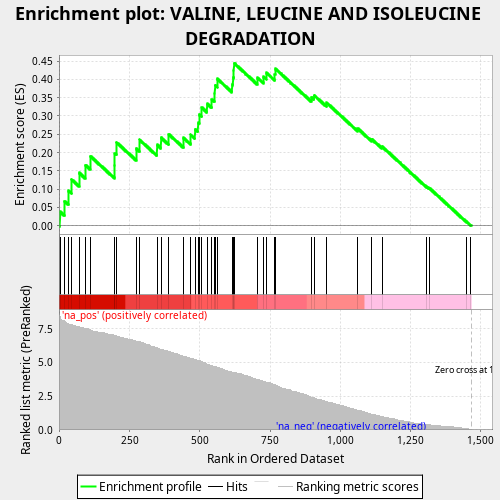 Enrichment plot: VALINE, LEUCINE AND ISOLEUCINE
DEGRADATION
Enrichment score (ES)
0.45
0.40
0.35
0.30
0.25
0.20
0.15
0.10
0.05
0.00
'na_pos' (positively correlated)
Ranked list metric (PreRanked)
7.5
5.0
2.5
0.0
Zero cross at 1
'na_neg' (negatively correlated)
0
250
500
750
1,000
1,250
1,500
Rank in Ordered Dataset
Enrichment profile
Hits
Ranking metric scores